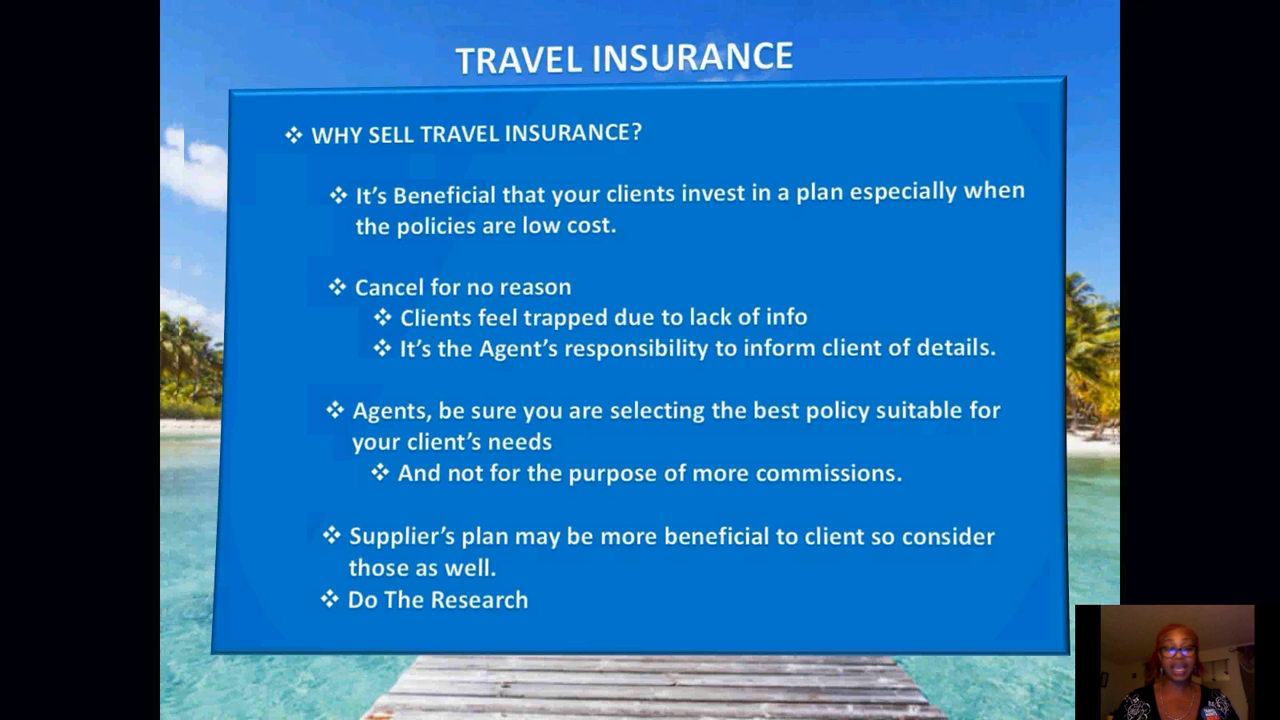 TRAVEL INSURANCE
❖ WHY SELL TRAVEL INSURANCE?
❖ It’s Beneficial that your clients invest in a plan especially when
the policies are low cost.
❖ Cancel for no reason
❖ Clients feel trapped due to lack of info
❖ It’s the Agent’s responsibility to inform client of details.
❖ Agents, be sure you are selecting the best policy suitable for
your client’s needs
❖ And not for the purpose of more commissions.
❖ Supplier’s plan may be more beneficial to client so consider
those as well.
❖ Do The Research